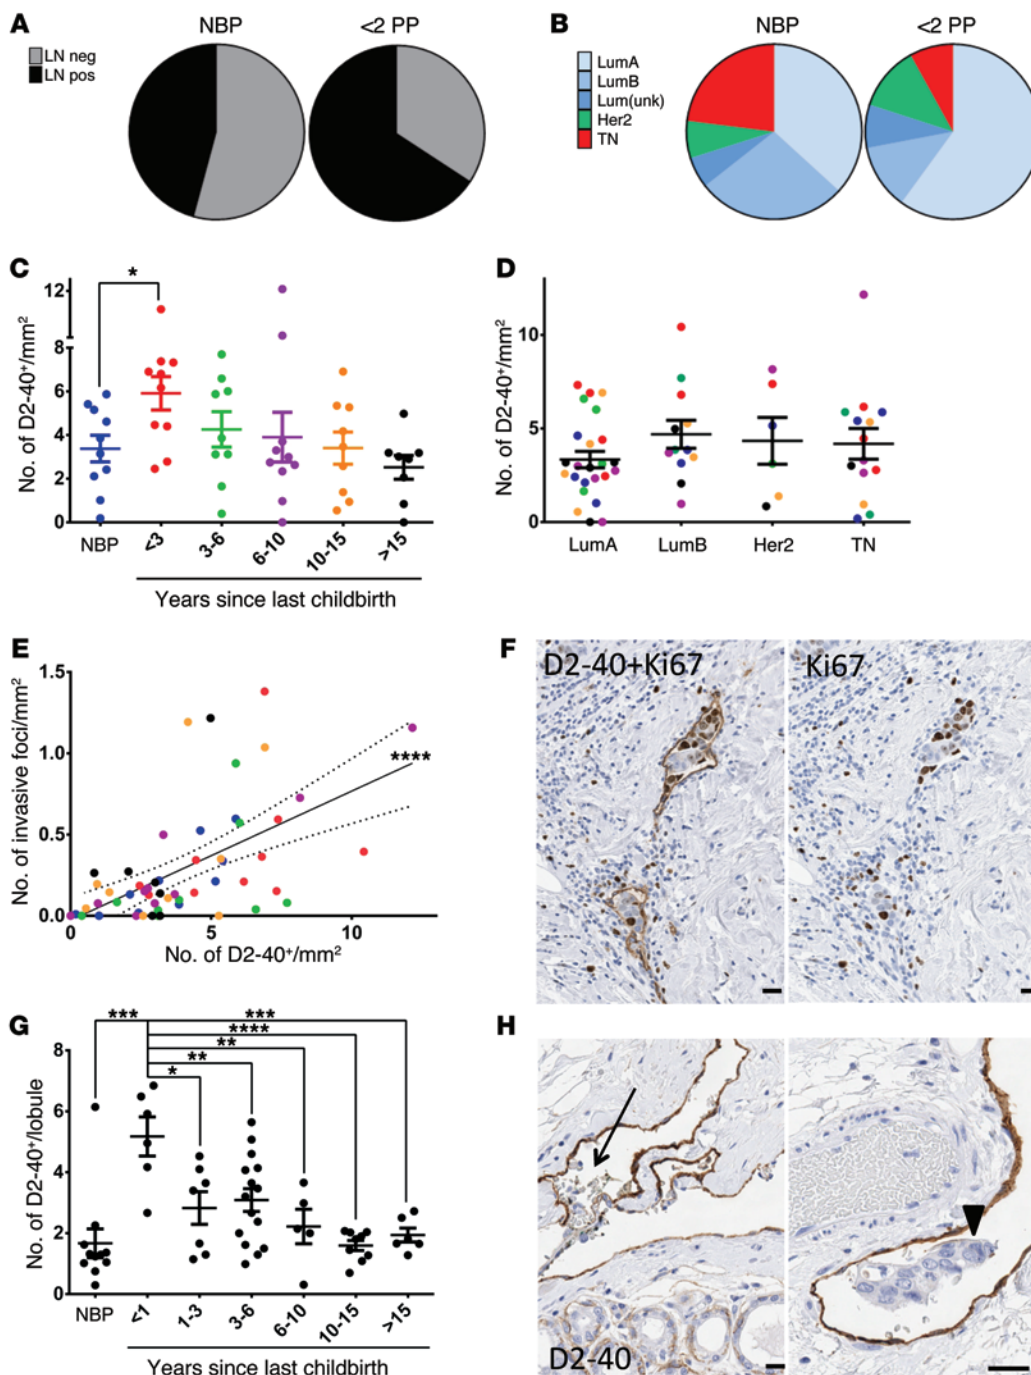 A
NBP
<2 PP
LN neg
LN pos
B
NBP
<2 PP
LumA
LumB
Lum(unk)
Her2
TN
C
*
12
8
6
4
2
0
No. of D2-40⁺/mm²
NBP
<3
3-6
6-10
10-15
>15
Years since last childbirth
D
10
5
0
No. of D2-40⁺/mm²
LumA
LumB
Her2
TN
E
1.5
1.0
0.5
0.0
No. of invasive foci/mm²
****
0
5
10
No. of D2-40⁺/mm²
F
D2-40+Ki67
Ki67
G
***
***
****
**
**
*
8
6
4
2
0
No. of D2-40⁺/lobule
NBP
<1
1-3
3-6
6-10
10-15
>15
Years since last childbirth
H
D2-40